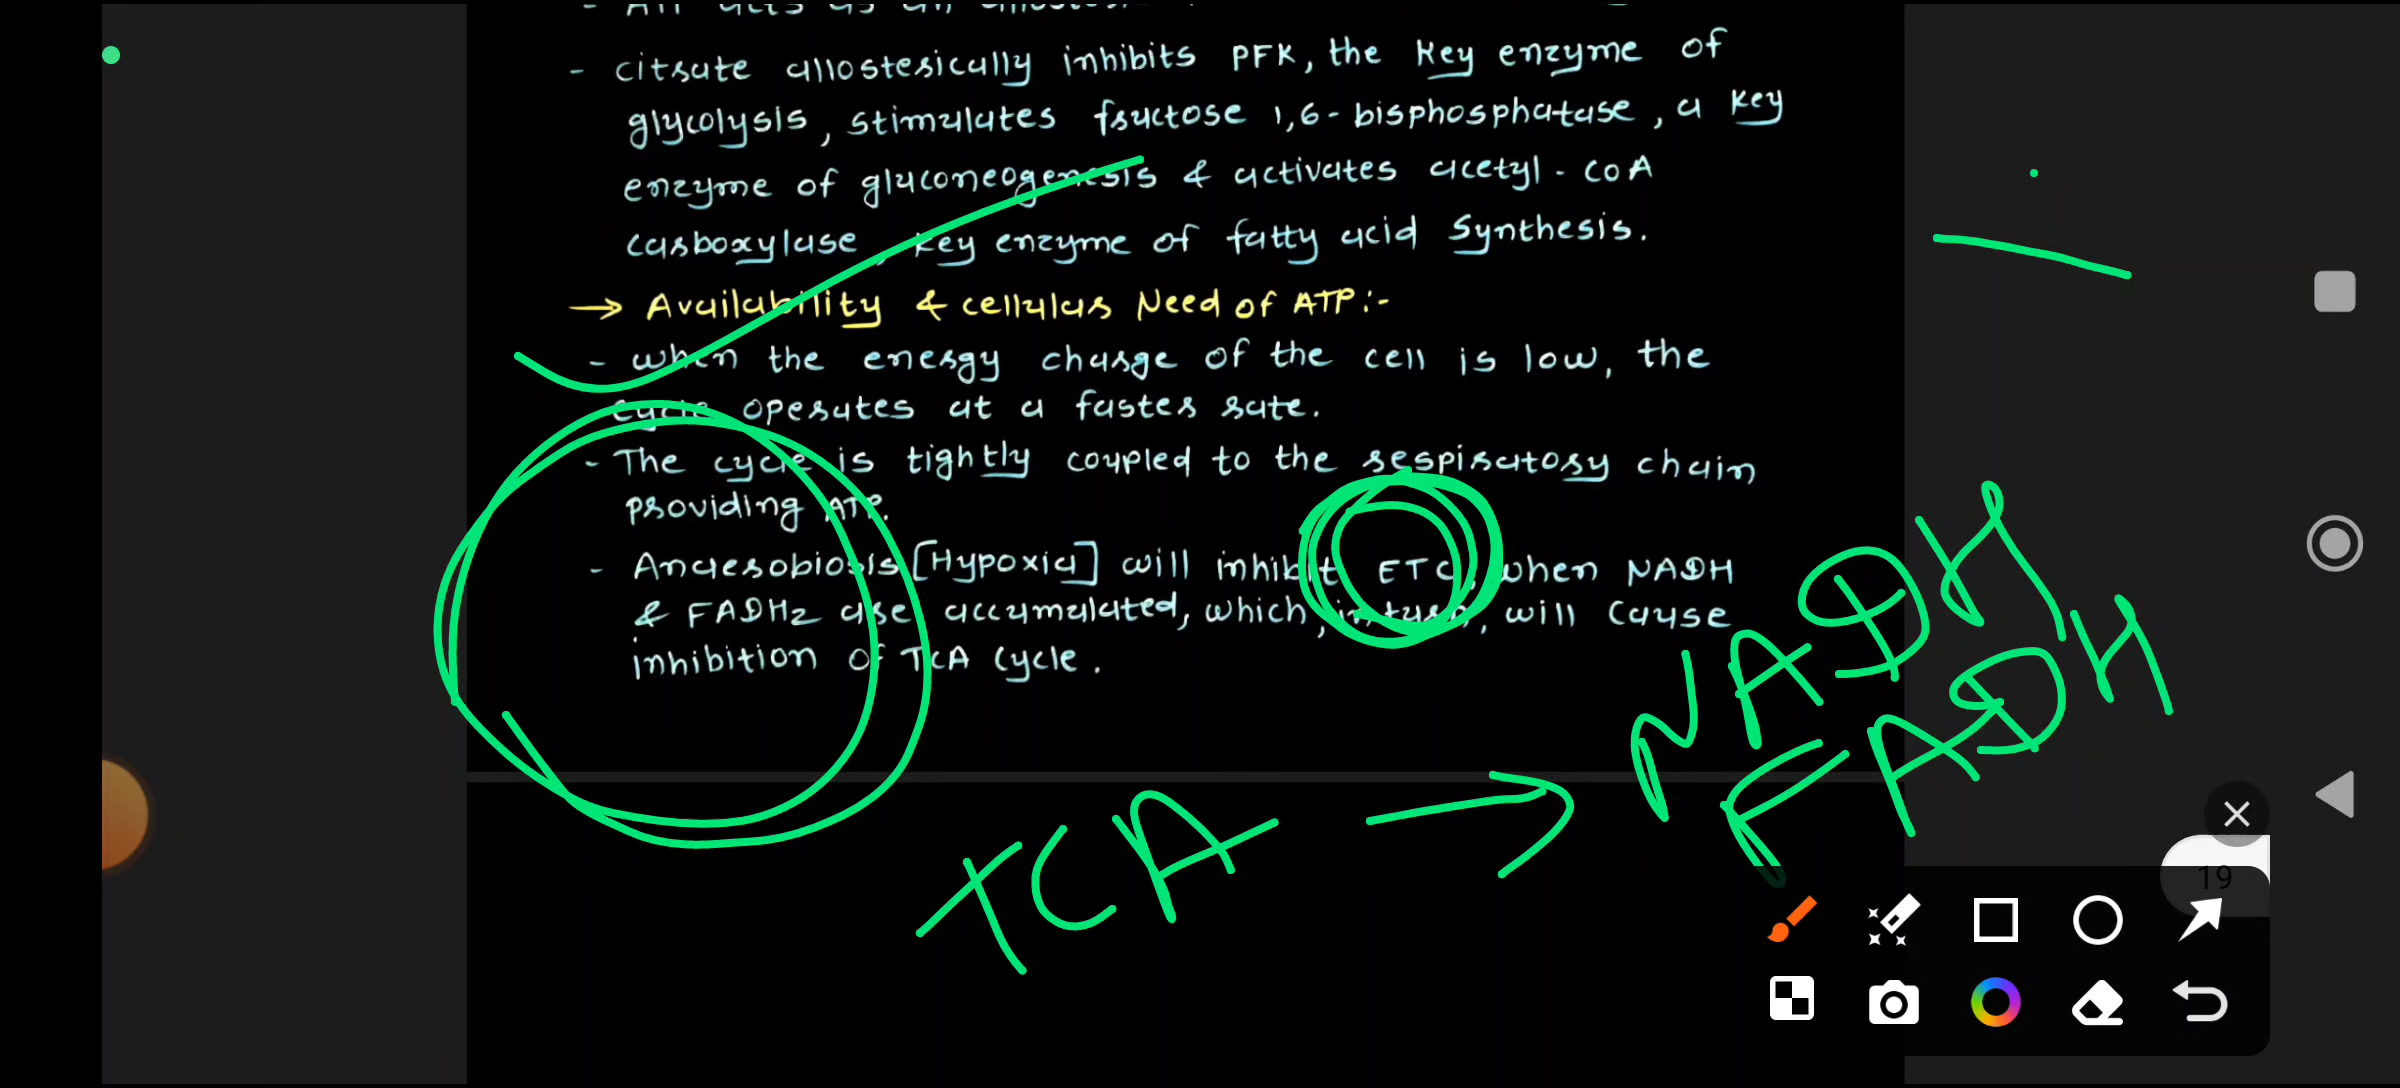 - citrate allosterically inhibits PFK, the key enzyme of
glycolysis, stimulates fructose 1,6-bisphosphatase, a key
enzyme of gluconeogenesis & activates acetyl-CoA
carboxylase, key enzyme of fatty acid synthesis.
→ Availability & cellular Need of ATP:-
- when the energy charge of the cell is low, the
cycle operates at a faster rate.
- The cycle is tightly coupled to the respiratory chain
providing ATP.
- Anaerobiosis [Hypoxia] will inhibit ETC, when NADH
& FADH2 are accumulated, which, in turn, will cause
inhibition of TCA cycle.
TCA → NADH
FADH
19